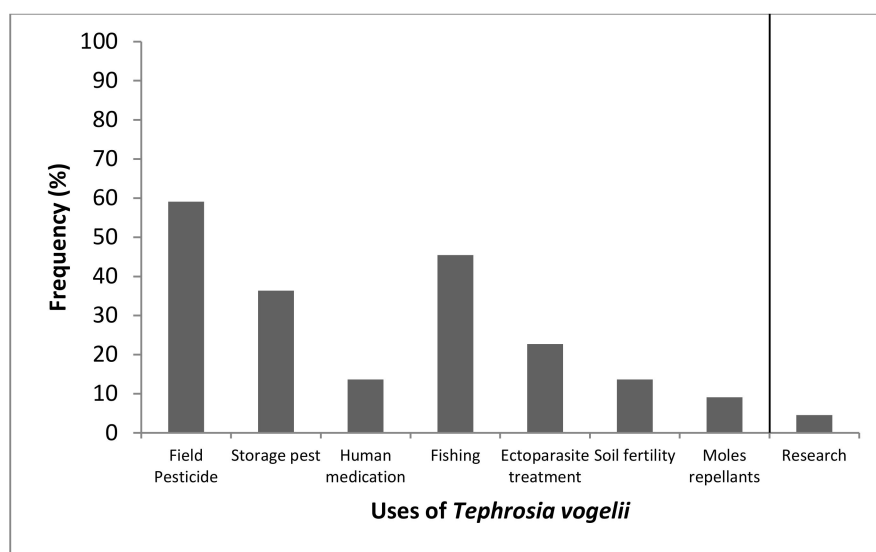 100
90
80
70
60
50
40
30
20
10
0
Frequency (%)
Field Pesticide
Storage pest
Human medication
Fishing
Ectoparasite treatment
Soil fertility
Moles repellants
Research
Uses of Tephrosia vogelii